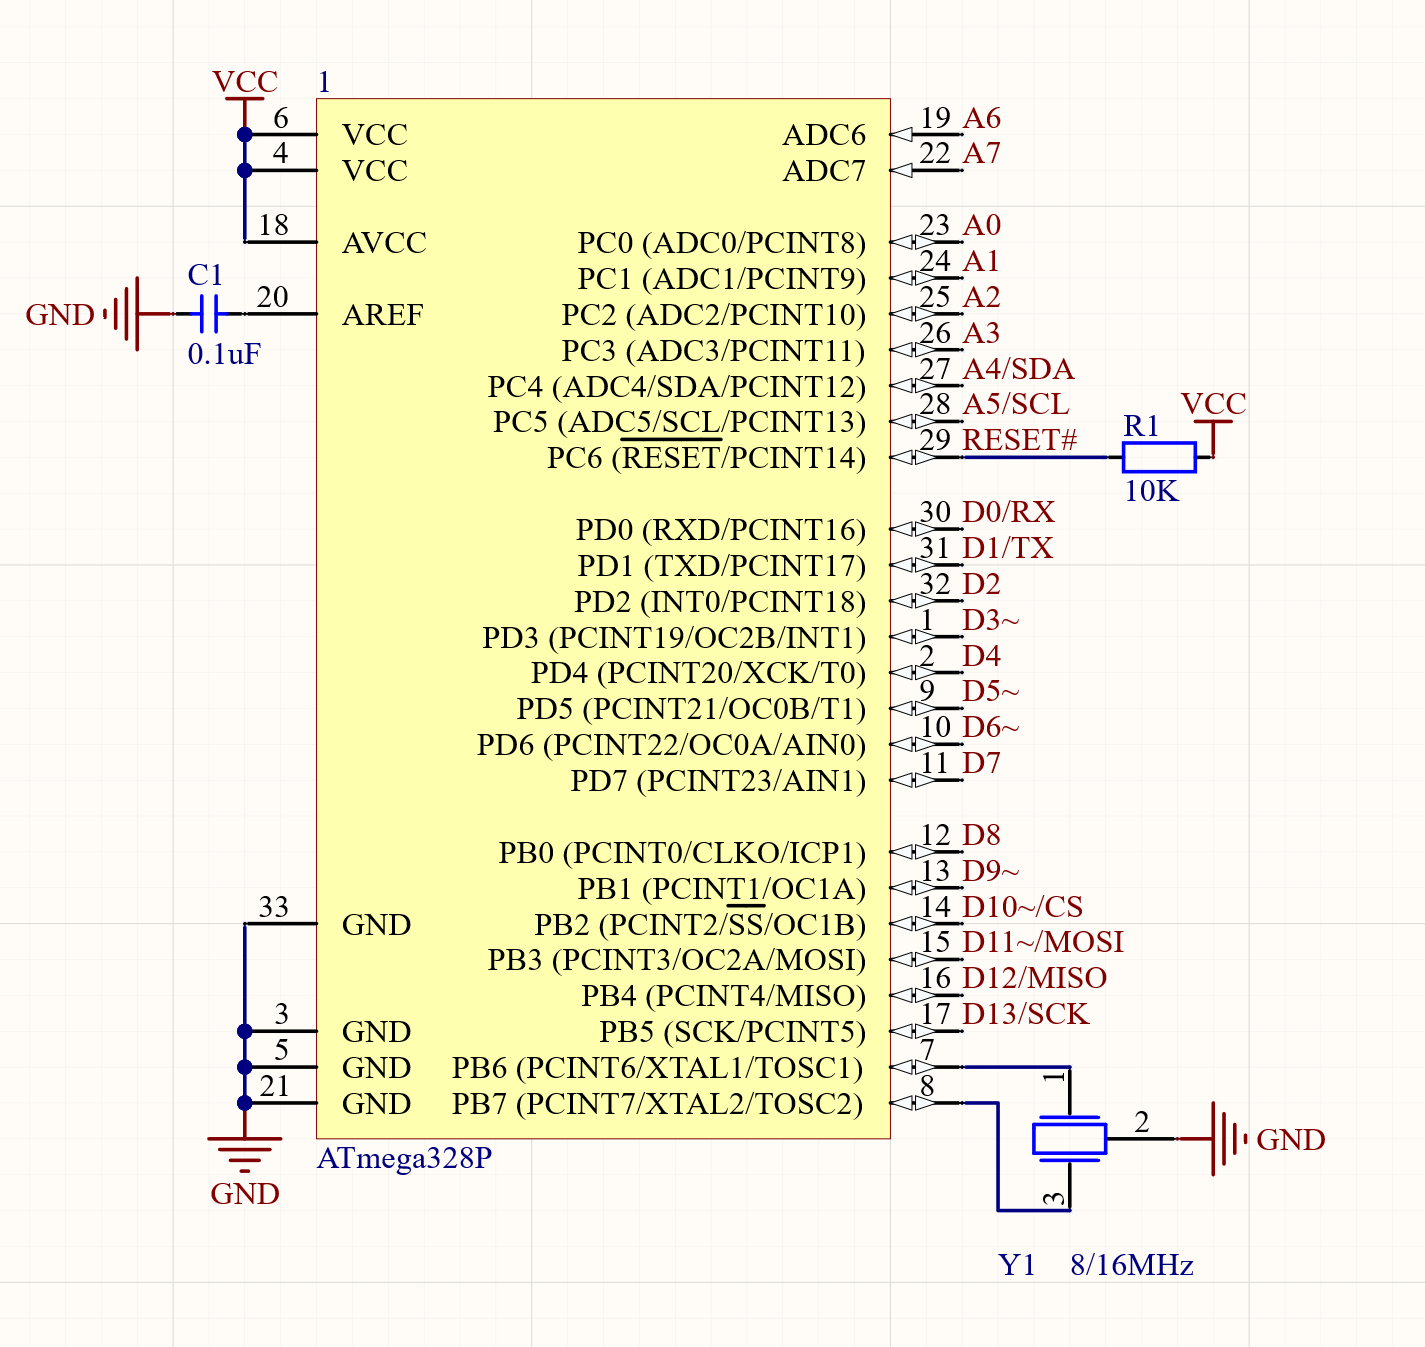 VCC
1
6 VCC
4 VCC
18 AVCC
C1
GND
20 AREF
0.1uF
33 GND
3 GND
5 GND
21 GND
GND
ATmega328P
ADC6 19 A6
ADC7 22 A7
PC0 (ADC0/PCINT8) 23 A0
PC1 (ADC1/PCINT9) 24 A1
PC2 (ADC2/PCINT10) 25 A2
PC3 (ADC3/PCINT11) 26 A3
PC4 (ADC4/SDA/PCINT12) 27 A4/SDA
PC5 (ADC5/SCL/PCINT13) 28 A5/SCL
PC6 (RESET/PCINT14) 29 RESET#
R1
VCC
10K
PD0 (RXD/PCINT16) 30 D0/RX
PD1 (TXD/PCINT17) 31 D1/TX
PD2 (INT0/PCINT18) 32 D2
PD3 (PCINT19/OC2B/INT1) 1 D3~
PD4 (PCINT20/XCK/T0) 2 D4
PD5 (PCINT21/OC0B/T1) 9 D5~
PD6 (PCINT22/OC0A/AIN0) 10 D6~
PD7 (PCINT23/AIN1) 11 D7
PB0 (PCINT0/CLKO/ICP1) 12 D8
PB1 (PCINT1/OC1A) 13 D9~
PB2 (PCINT2/SS/OC1B) 14 D10~/CS
PB3 (PCINT3/OC2A/MOSI) 15 D11~/MOSI
PB4 (PCINT4/MISO) 16 D12/MISO
PB5 (SCK/PCINT5) 17 D13/SCK
PB6 (PCINT6/XTAL1/TOSC1) 7
PB7 (PCINT7/XTAL2/TOSC2) 8
1
2 GND
3
Y1 8/16MHz